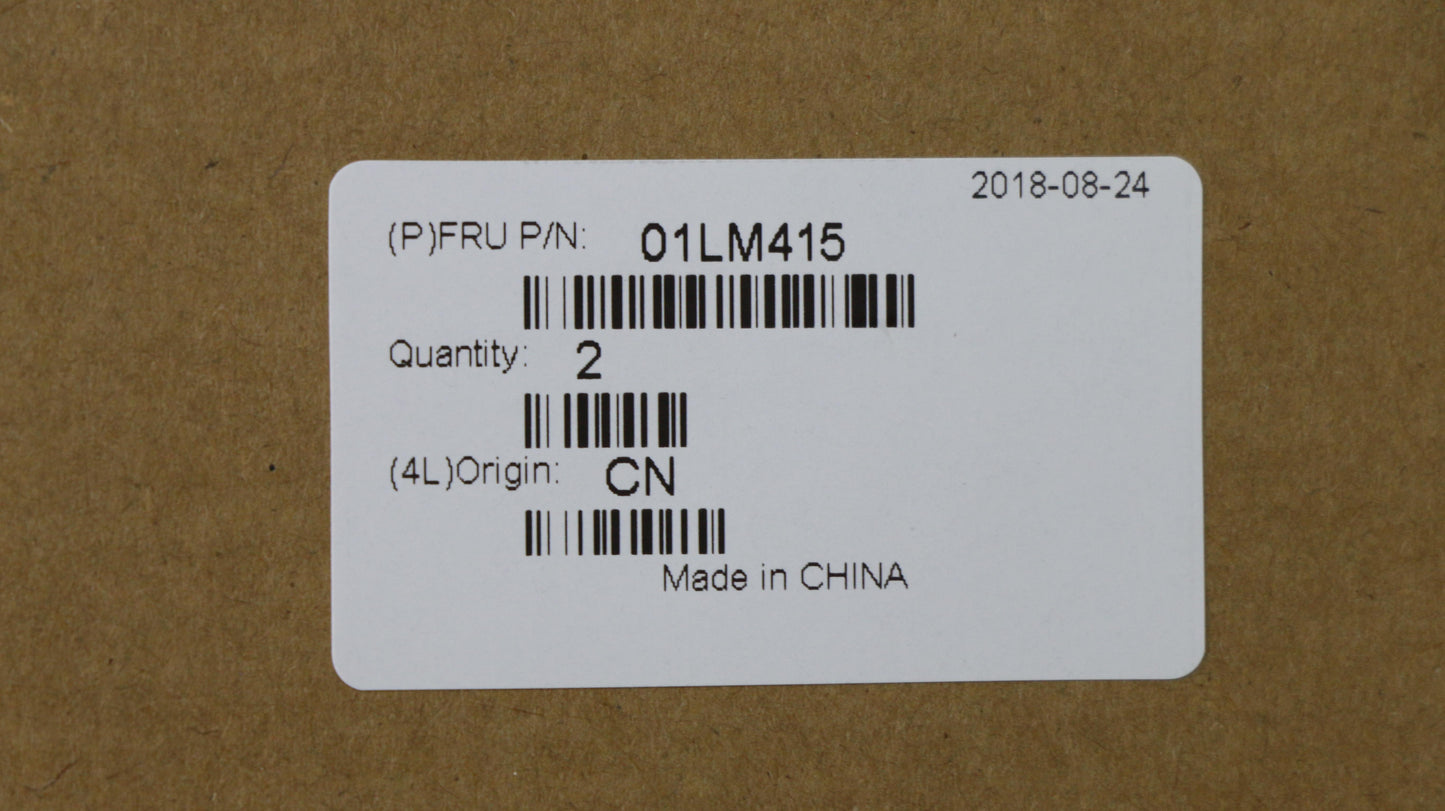 2018-08-24
(P)FRU P/N: 01LM415
Quantity: 2
(4L)Origin: CN
Made in CHINA